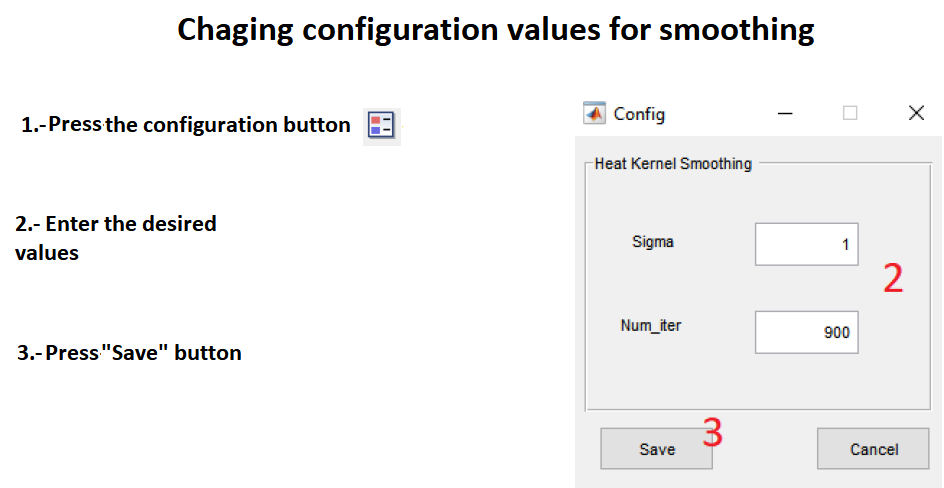 Chaging configuration values for smoothing
1.-Press the configuration button
Config
Heat Kernel Smoothing
2.- Enter the desired
values
Sigma
1
2
Num_iter
900
3.-Press "Save" button
3
Save
Cancel